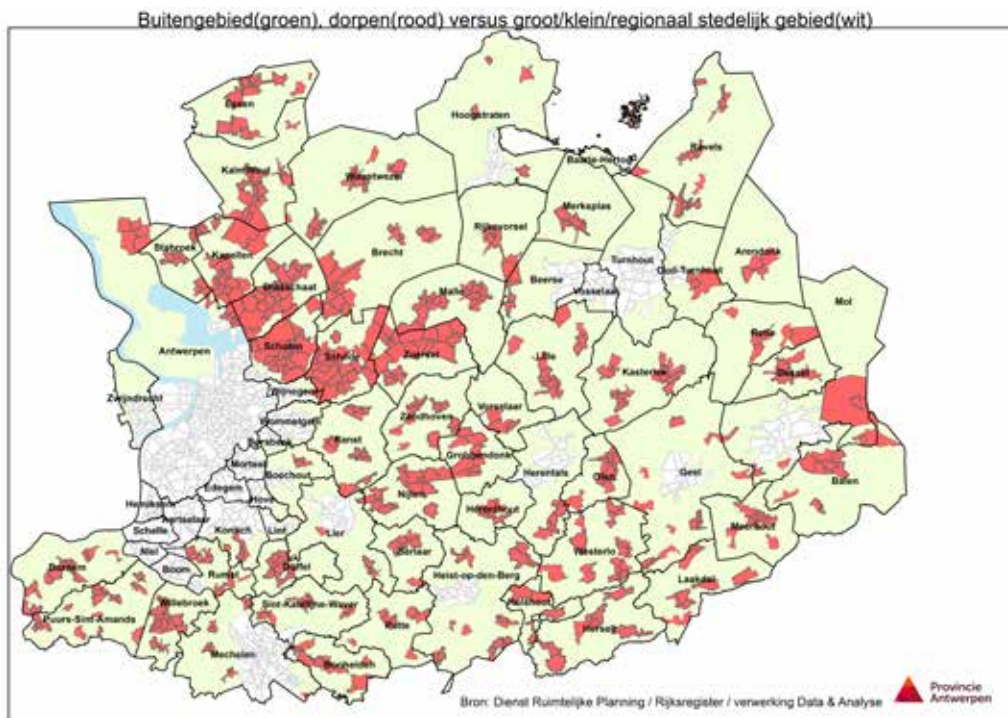 Buitengebied(groen), dorpen(rood) versus groot/klein/regionaal stedelijk gebied(wit)
Essen
Hoogstraten
Ravels
Kalmthout
Wuustwezel
Baarle-Hertog
Merksplas
Stabroek
Kapellen
Brecht
Rijkevorsel
Turnhout
Arendonk
Brasschaat
Malle
Beerse
Vosselaar
Oud-Turnhout
Mol
Antwerpen
Schoten
Schilde
Zoersel
Lille
Kasterlee
Retie
Dessel
Zwijndrecht
Wijnegem
Wommelgem
Zandhoven
Vorselaar
Borsbeek
Ranst
Grobbendonk
Mortsel
Boechout
Herentals
Olen
Geel
Balen
Edegem
Hove
Nijlen
Hemiksem
Aartselaar
Kontich
Lint
Lier
Herenthout
Meerhout
Schelle
Niel
Boom
Rumst
Duffel
Berlaar
Westerlo
Bornem
Heist-op-den-Berg
Laakdal
Puurs-Sint-Amands
Willebroek
Sint-Katelijne-Waver
Putte
Hulshout
Herselt
Mechelen
Bonheiden
Bron: Dienst Ruimtelijke Planning / Rijksregister / verwerking Data & Analyse
Provincie
Antwerpen